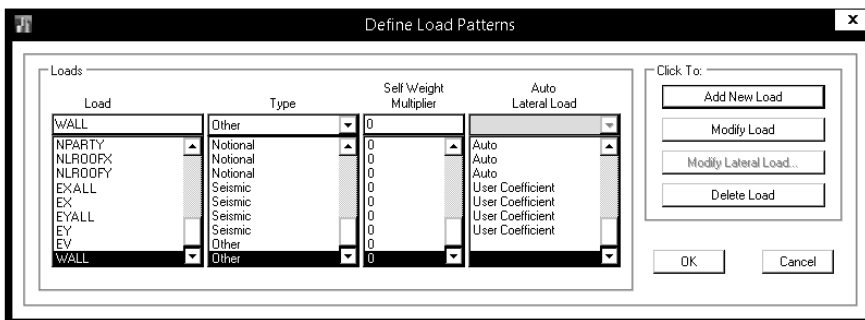 Define Load Patterns
x
Loads
Click To:
Load Type Self Weight Multiplier Auto Lateral Load
WALL Other 0
NPARTY Notional 0 Auto
NLROOFX Notional 0 Auto
NLROOFY Notional 0 Auto
EXALL Seismic 0 User Coefficient
EX Seismic 0 User Coefficient
EYALL Seismic 0 User Coefficient
EY Seismic 0 User Coefficient
EV Other 0
WALL Other 0
Add New Load
Modify Load
Modify Lateral Load...
Delete Load
OK Cancel